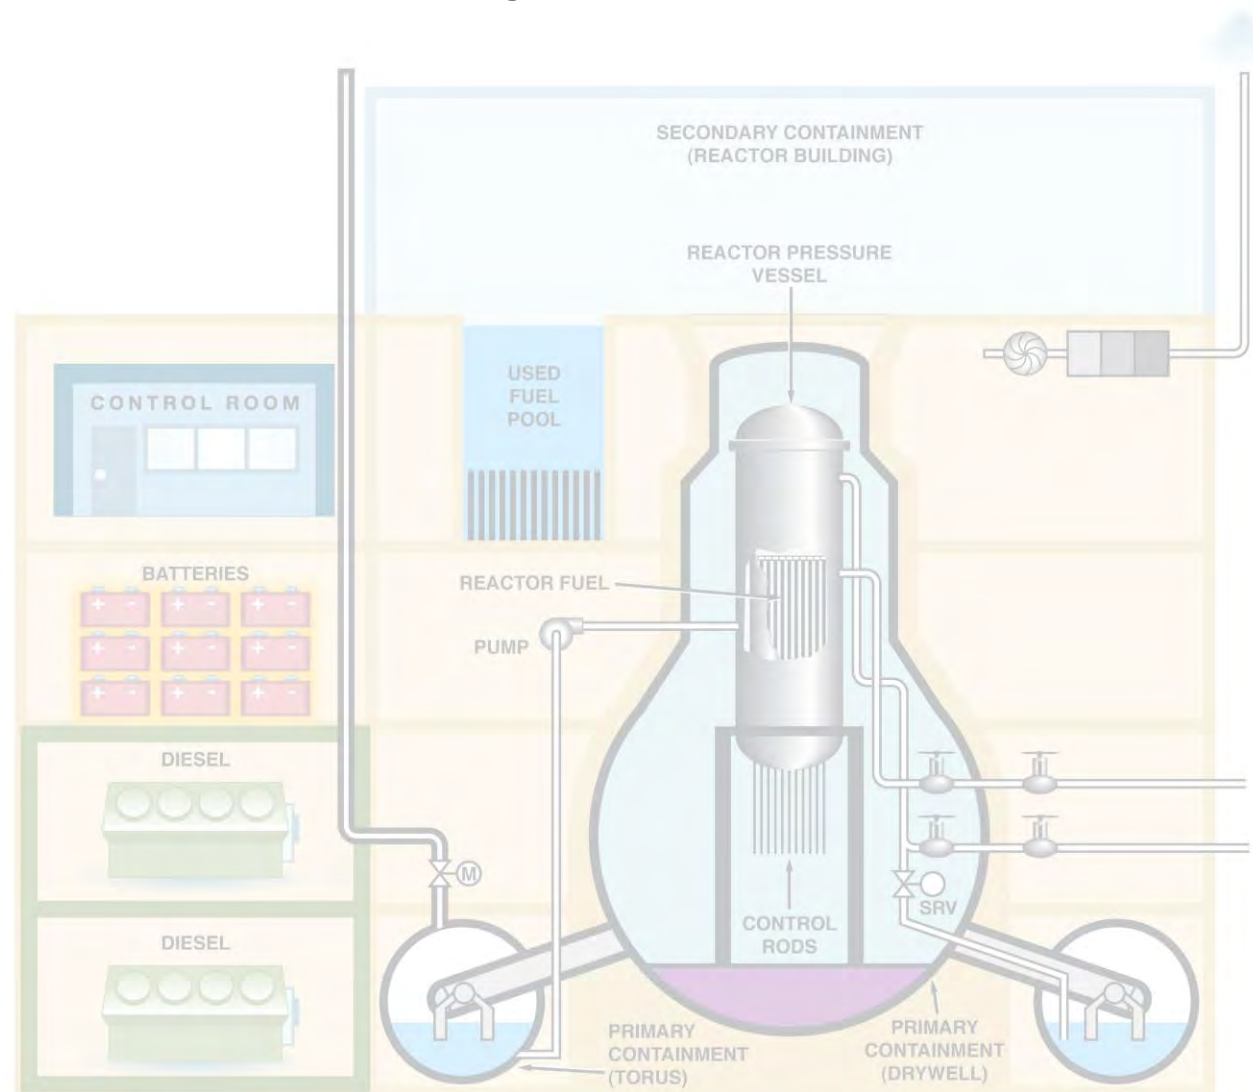 SECONDARY CONTAINMENT
(REACTOR BUILDING)
REACTOR PRESSURE
VESSEL
USED
FUEL
POOL
CONTROL ROOM
BATTERIES
+ - + - + -
+ - + - + -
+ - + - + -
REACTOR FUEL
PUMP
DIESEL
M
SRV
CONTROL
RODS
DIESEL
PRIMARY
CONTAINMENT
(TORUS)
PRIMARY
CONTAINMENT
(DRYWELL)